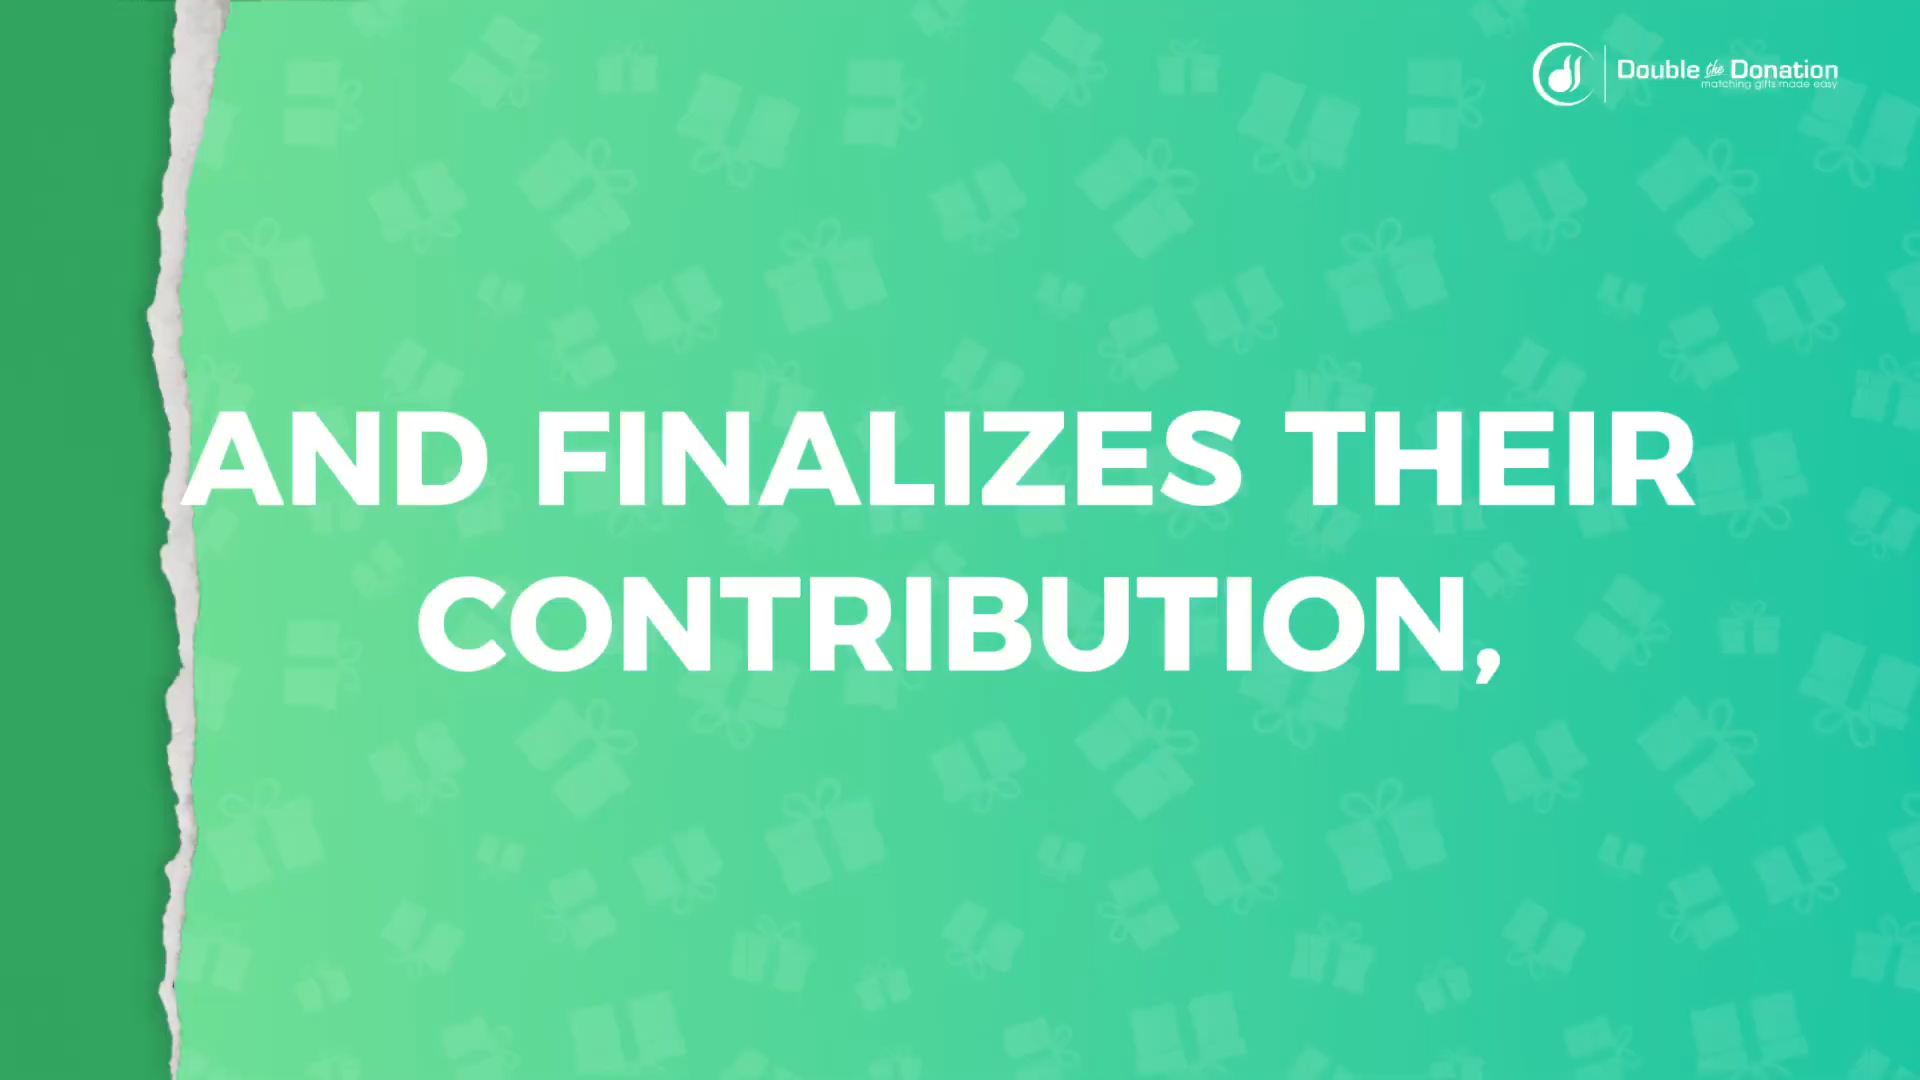 Double the Donation
matching gifts made easy
AND FINALIZES THEIR
CONTRIBUTION,